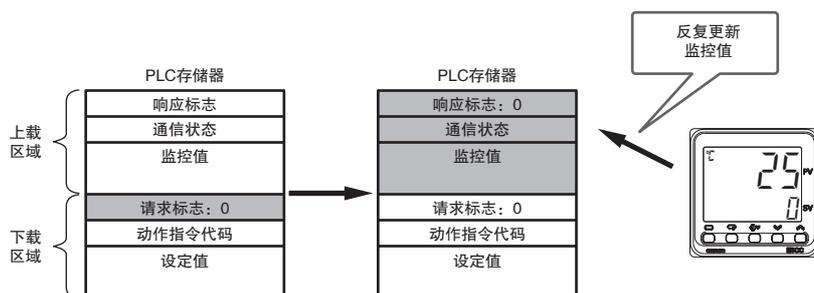 反复更新
监控值
PLC存储器
响应标志
通信状态
监控值
请求标志：0
动作指令代码
设定值
上载
区域
下载
区域
PLC存储器
响应标志：0
通信状态
监控值
请求标志：0
动作指令代码
设定值
℃
25
PV
0
SV
omron
E5CC